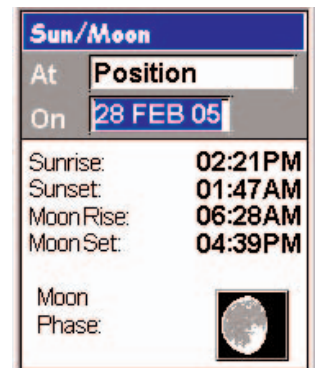 Sun/Moon
At Position
On 28 FEB 05
Sunrise: 02:21PM
Sunset: 01:47AM
Moon Rise: 06:28AM
Moon Set: 04:39PM
Moon
Phase: